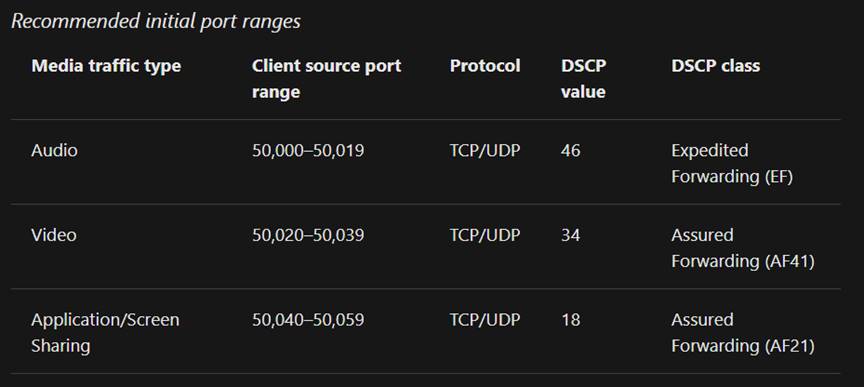 Recommended initial port ranges
Media traffic type Client source port range Protocol DSCP value DSCP class
Audio 50,000–50,019 TCP/UDP 46 Expedited Forwarding (EF)
Video 50,020–50,039 TCP/UDP 34 Assured Forwarding (AF41)
Application/Screen Sharing 50,040–50,059 TCP/UDP 18 Assured Forwarding (AF21)